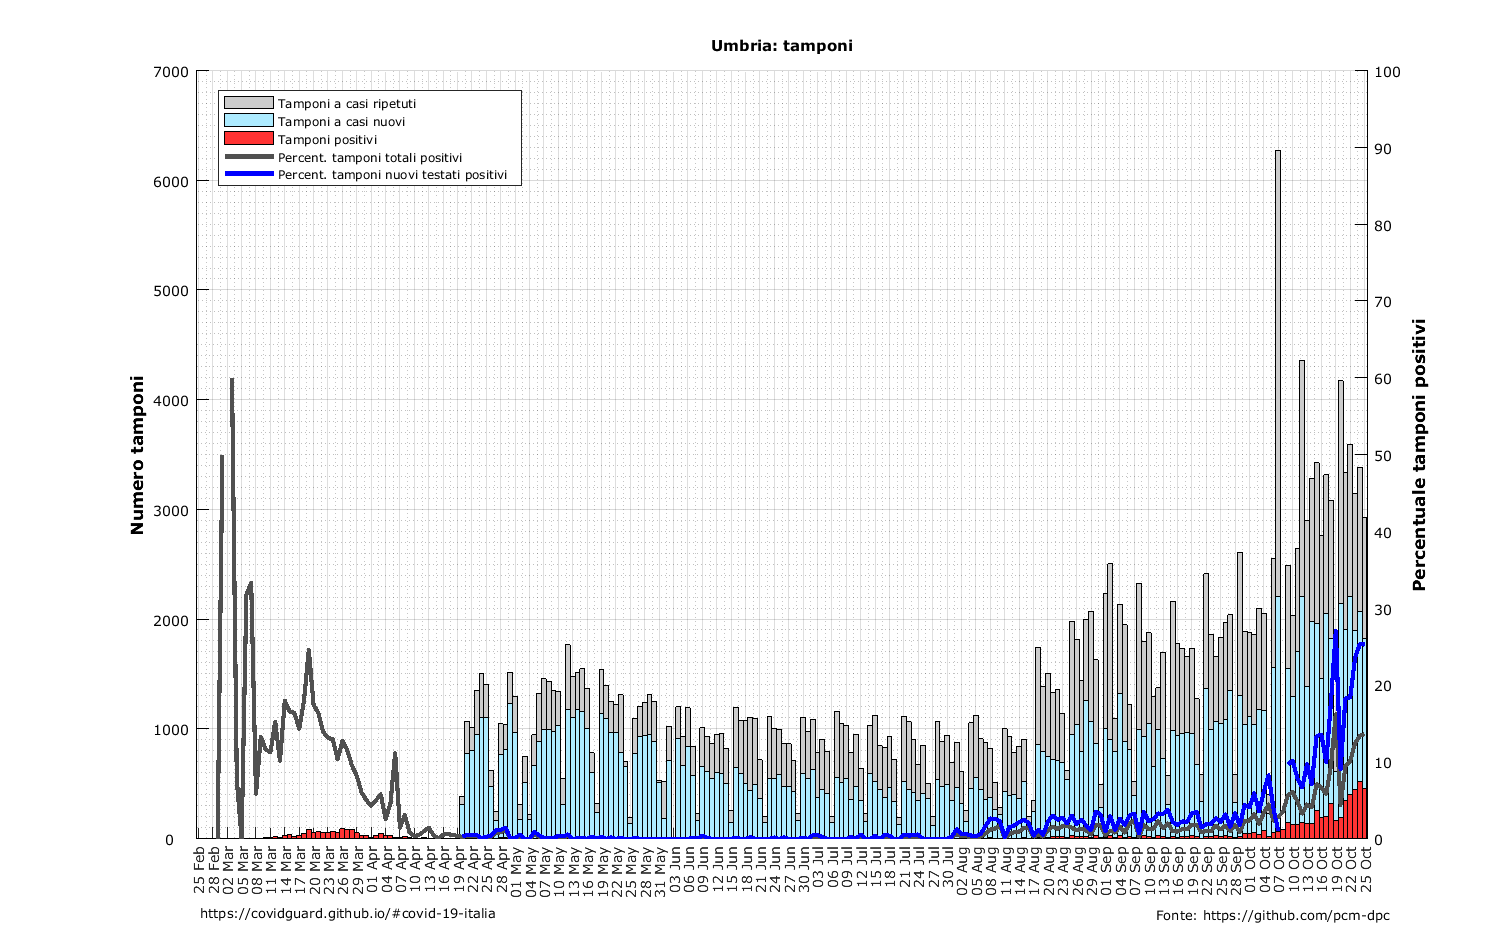 Umbria: tamponi
7000
6000
5000
4000
3000
2000
1000
0
Numero tamponi
Tamponi a casi ripetuti
Tamponi a casi nuovi
Tamponi positivi
Percent. tamponi totali positivi
Percent. tamponi nuovi testati positivi
100
90
80
70
60
50
40
30
20
10
0
Percentuale tamponi positivi
25 Feb
28 Feb
02 Mar
05 Mar
08 Mar
11 Mar
14 Mar
17 Mar
20 Mar
23 Mar
26 Mar
29 Mar
01 Apr
04 Apr
07 Apr
10 Apr
13 Apr
16 Apr
19 Apr
22 Apr
25 Apr
28 Apr
01 May
04 May
07 May
10 May
13 May
16 May
19 May
22 May
25 May
28 May
31 May
03 Jun
06 Jun
09 Jun
12 Jun
15 Jun
18 Jun
21 Jun
24 Jun
27 Jun
30 Jun
03 Jul
06 Jul
09 Jul
12 Jul
15 Jul
18 Jul
21 Jul
24 Jul
27 Jul
30 Jul
02 Aug
05 Aug
08 Aug
11 Aug
14 Aug
17 Aug
20 Aug
23 Aug
26 Aug
29 Aug
01 Sep
04 Sep
07 Sep
10 Sep
13 Sep
16 Sep
19 Sep
22 Sep
25 Sep
28 Sep
01 Oct
04 Oct
07 Oct
10 Oct
13 Oct
16 Oct
19 Oct
22 Oct
25 Oct
https://covidguard.github.io/#covid-19-italia
Fonte: https://github.com/pcm-dpc